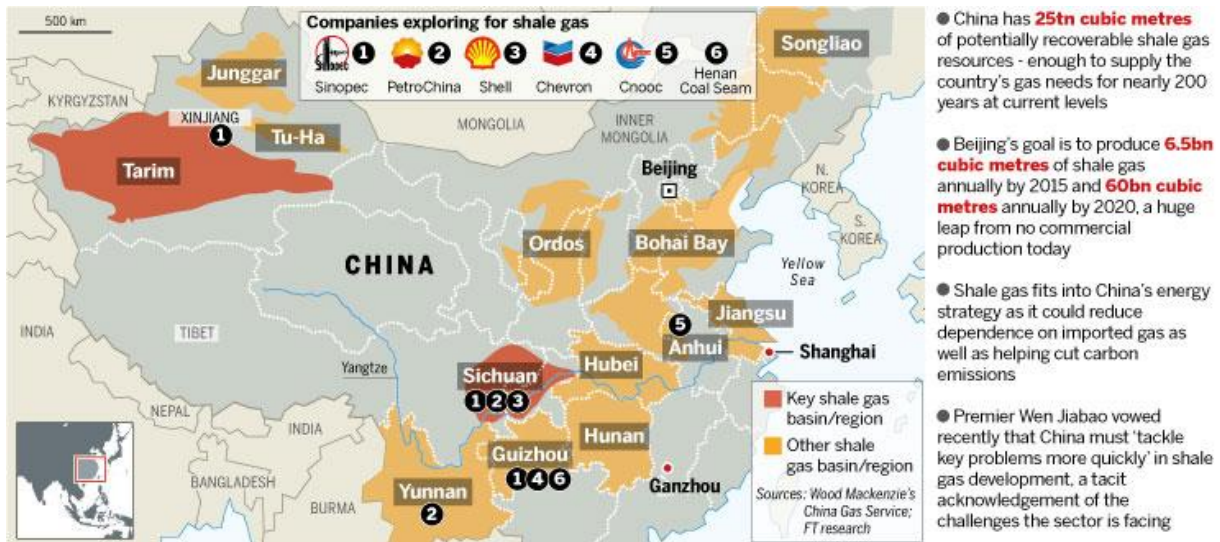 500 km
Companies exploring for shale gas
1 2 3 4 5 6
Sinopec
Sinopec PetroChina Shell Chevron Cnooc Henan
Coal Seam
Songliao
Junggar
KYRGYZSTAN
XINJIANG
1
Tu-Ha
MONGOLIA
INNER
MONGOLIA
Tarim
Beijing
N.
KOREA
S.
KOREA
Ordos
Bohai Bay
CHINA
Yellow
Sea
INDIA
TIBET
Jiangsu
5
Anhui
Shanghai
Yangtze
Hubei
Sichuan
1 2 3
NEPAL
INDIA
Hunan
Guizhou
1 4 6
Ganzhou
BANGLADESH
BURMA
Yunnan
2
Key shale gas
basin/region
Other shale
gas basin/region
Sources: Wood Mackenzie's
China Gas Service;
FT research
● China has 25tn cubic metres
of potentially recoverable shale gas
resources - enough to supply the
country's gas needs for nearly 200
years at current levels
● Beijing's goal is to produce 6.5bn
cubic metres of shale gas
annually by 2015 and 60bn cubic
metres annually by 2020, a huge
leap from no commercial
production today
● Shale gas fits into China's energy
strategy as it could reduce
dependence on imported gas as
well as helping cut carbon
emissions
● Premier Wen Jiabao vowed
recently that China must 'tackle
key problems more quickly' in shale
gas development, a tacit
acknowledgement of the
challenges the sector is facing